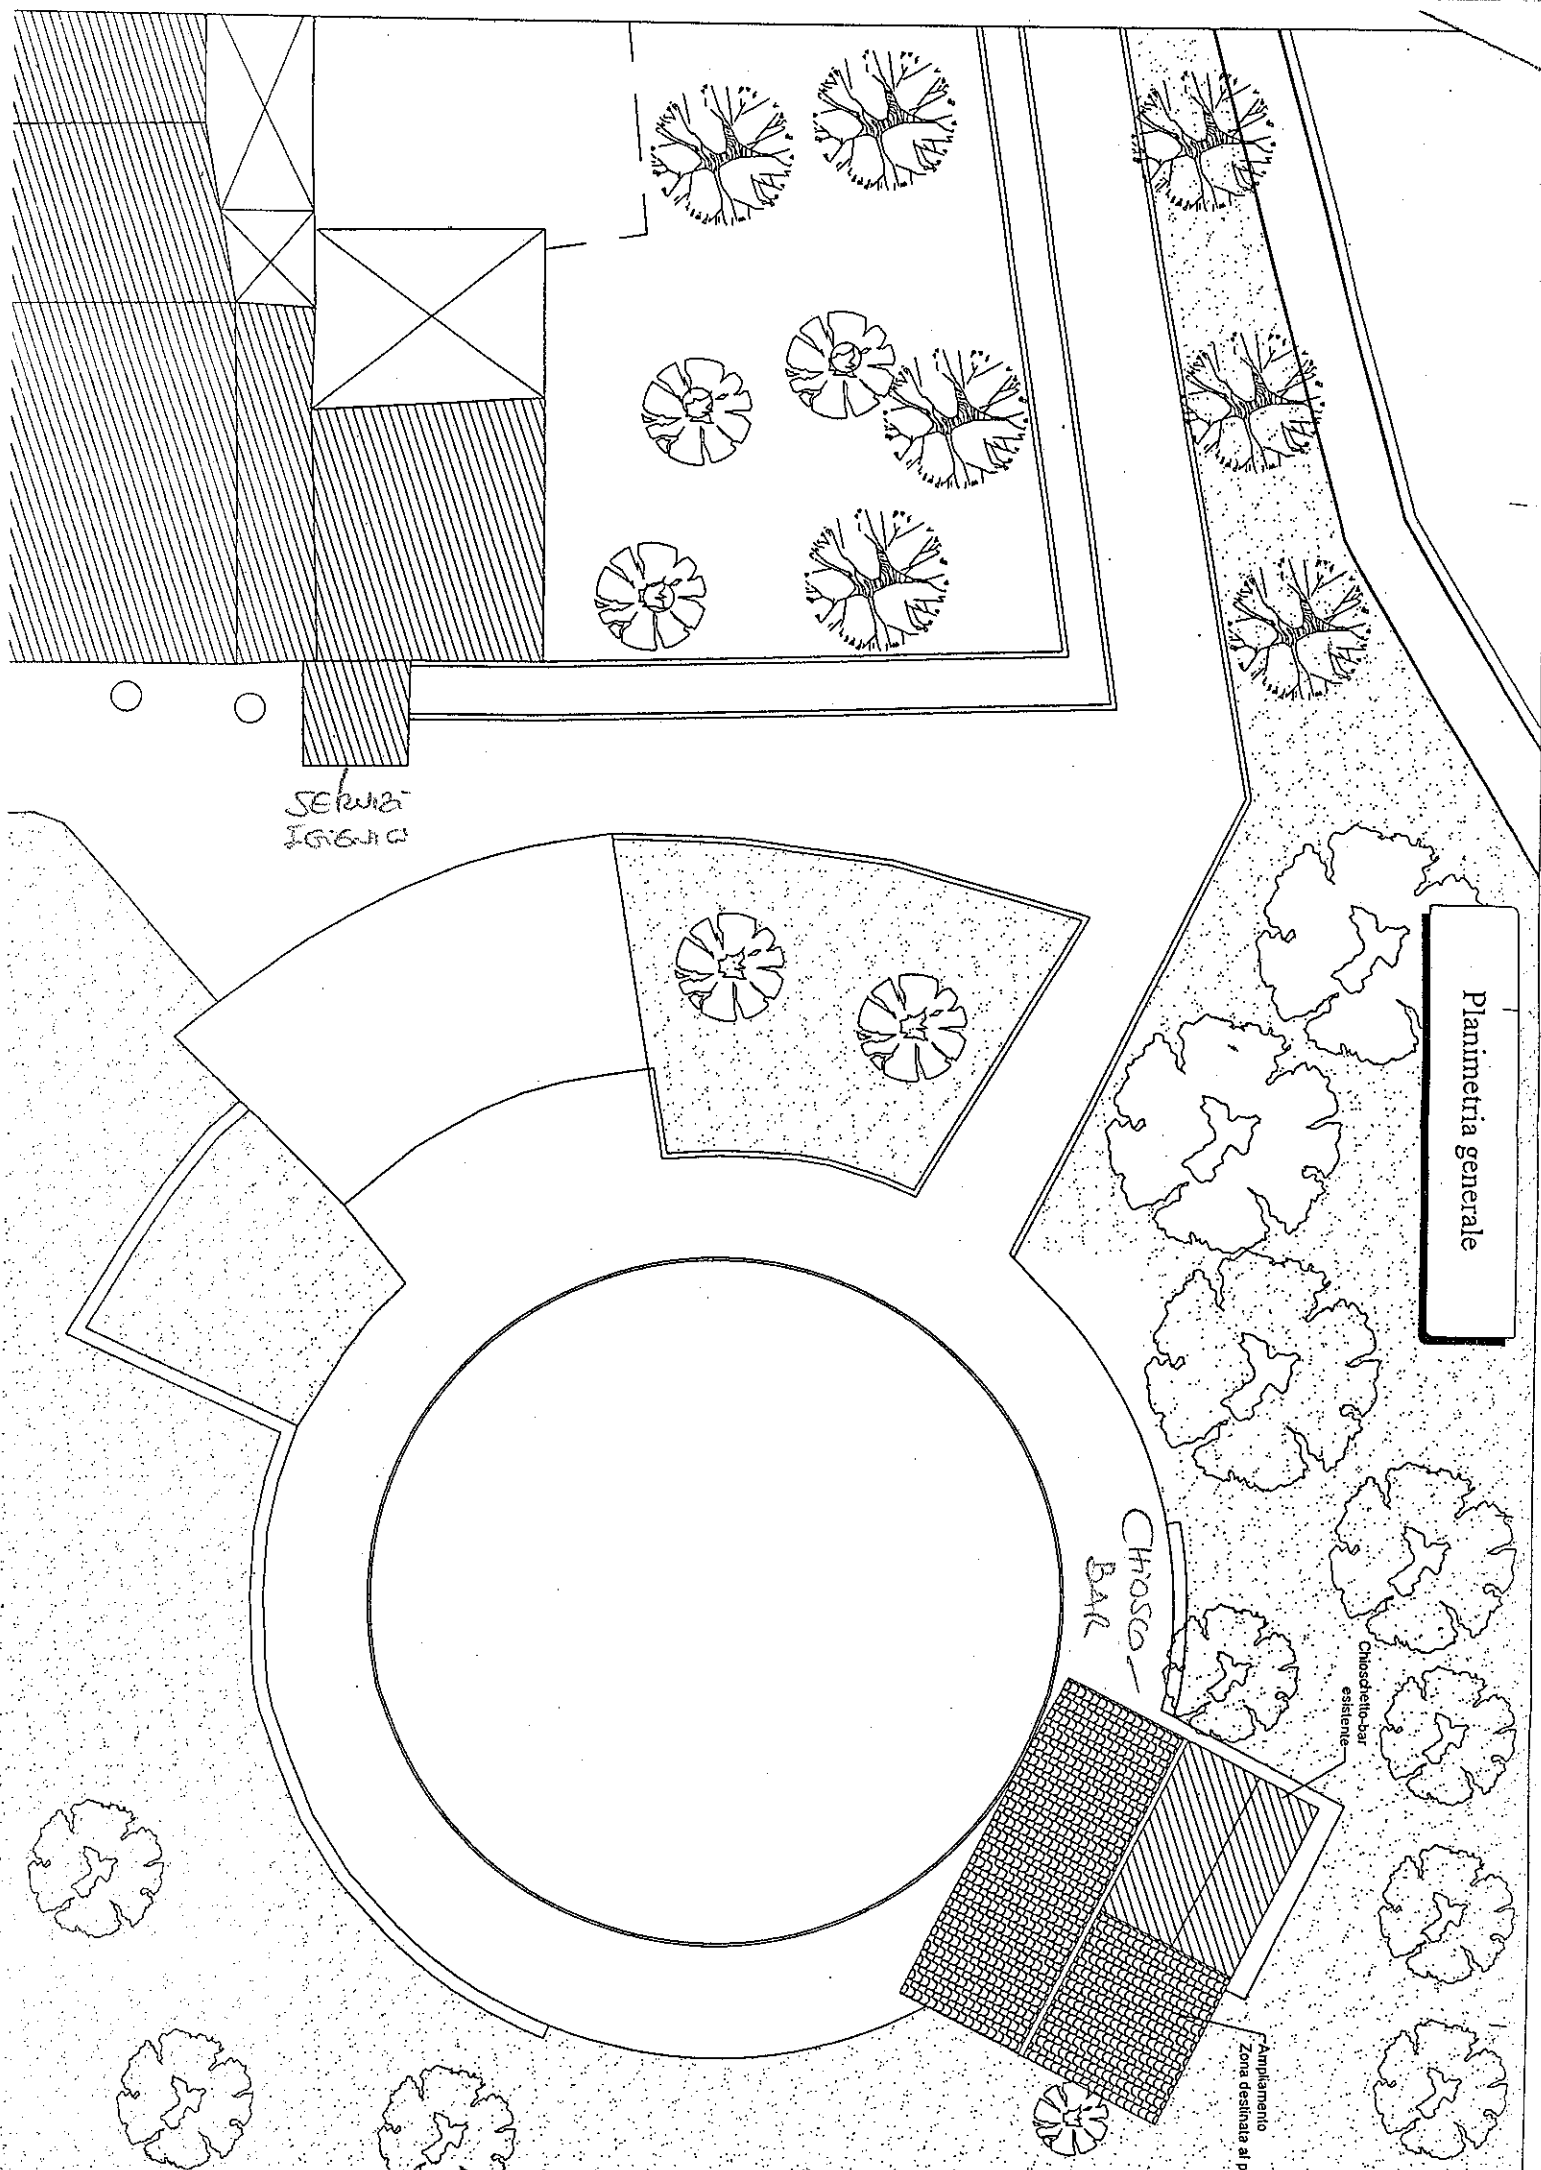 Planimetria generale
SERVIZI
IGIENICI
CHIOSCO
BAR
Chioschetto-bar
esistente
Ampliamento
Zona destinata al p